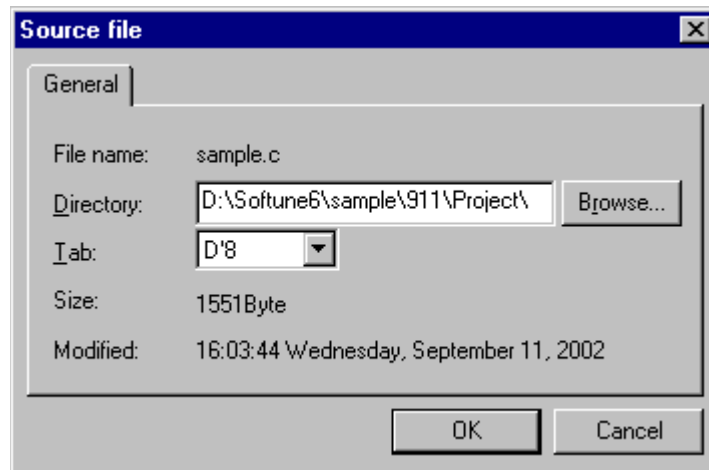 Source file
General
File name: sample.c
Directory: D:\Softune6\sample\911\Project\ Browse...
Tab: D'8
Size: 1551Byte
Modified: 16:03:44 Wednesday, September 11, 2002
OK Cancel